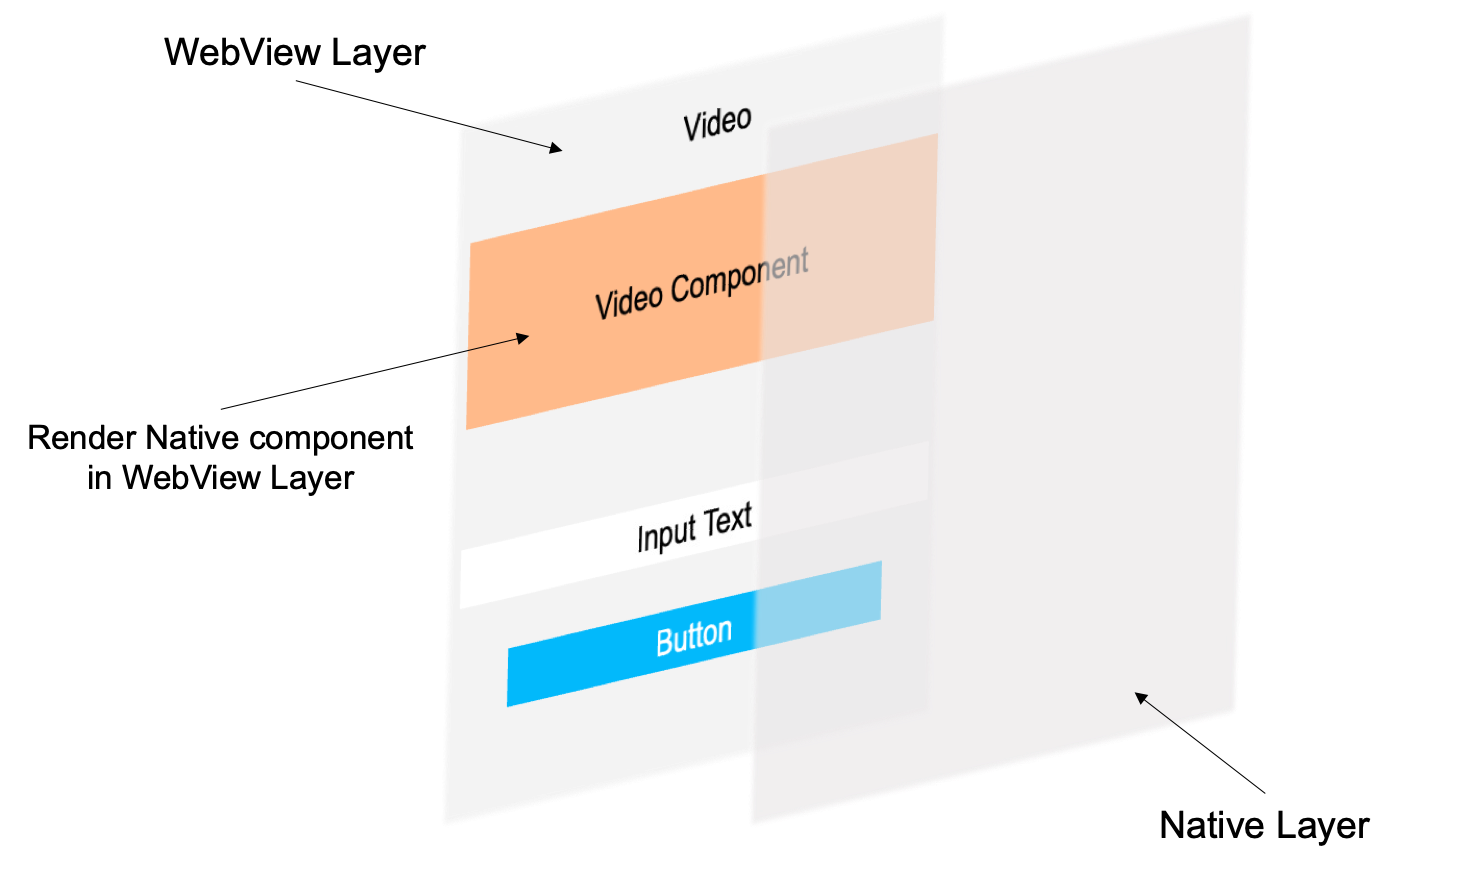 WebView Layer
Video
Video Component
Render Native component
in WebView Layer
Input Text
Button
Native Layer